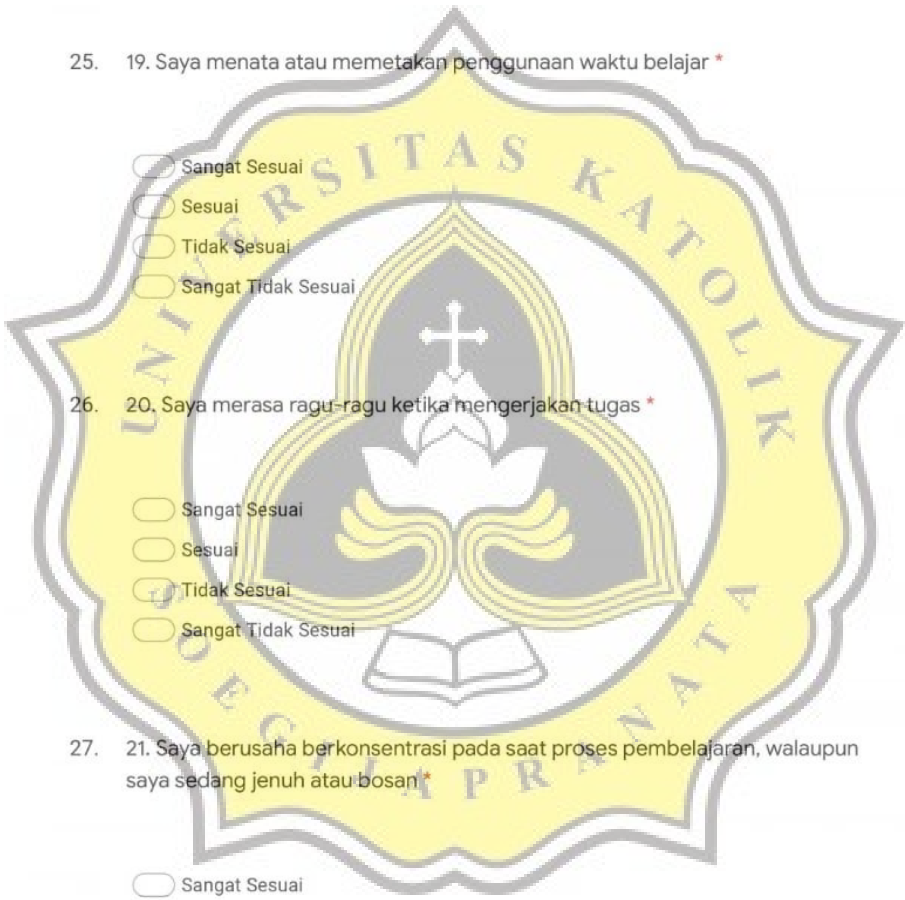 25. 19. Saya menata atau memetakan penggunaan waktu belajar *
Sangat Sesuai
Sesuai
Tidak Sesuai
Sangat Tidak Sesuai
26. 20. Saya merasa ragu-ragu ketika mengerjakan tugas *
Sangat Sesuai
Sesuai
Tidak Sesuai
Sangat Tidak Sesuai
27. 21. Saya berusaha berkonsentrasi pada saat proses pembelajaran, walaupun
saya sedang jenuh atau bosan *
Sangat Sesuai
UNIVERSITAS KATOLIK
SOEGIJAPRANATA